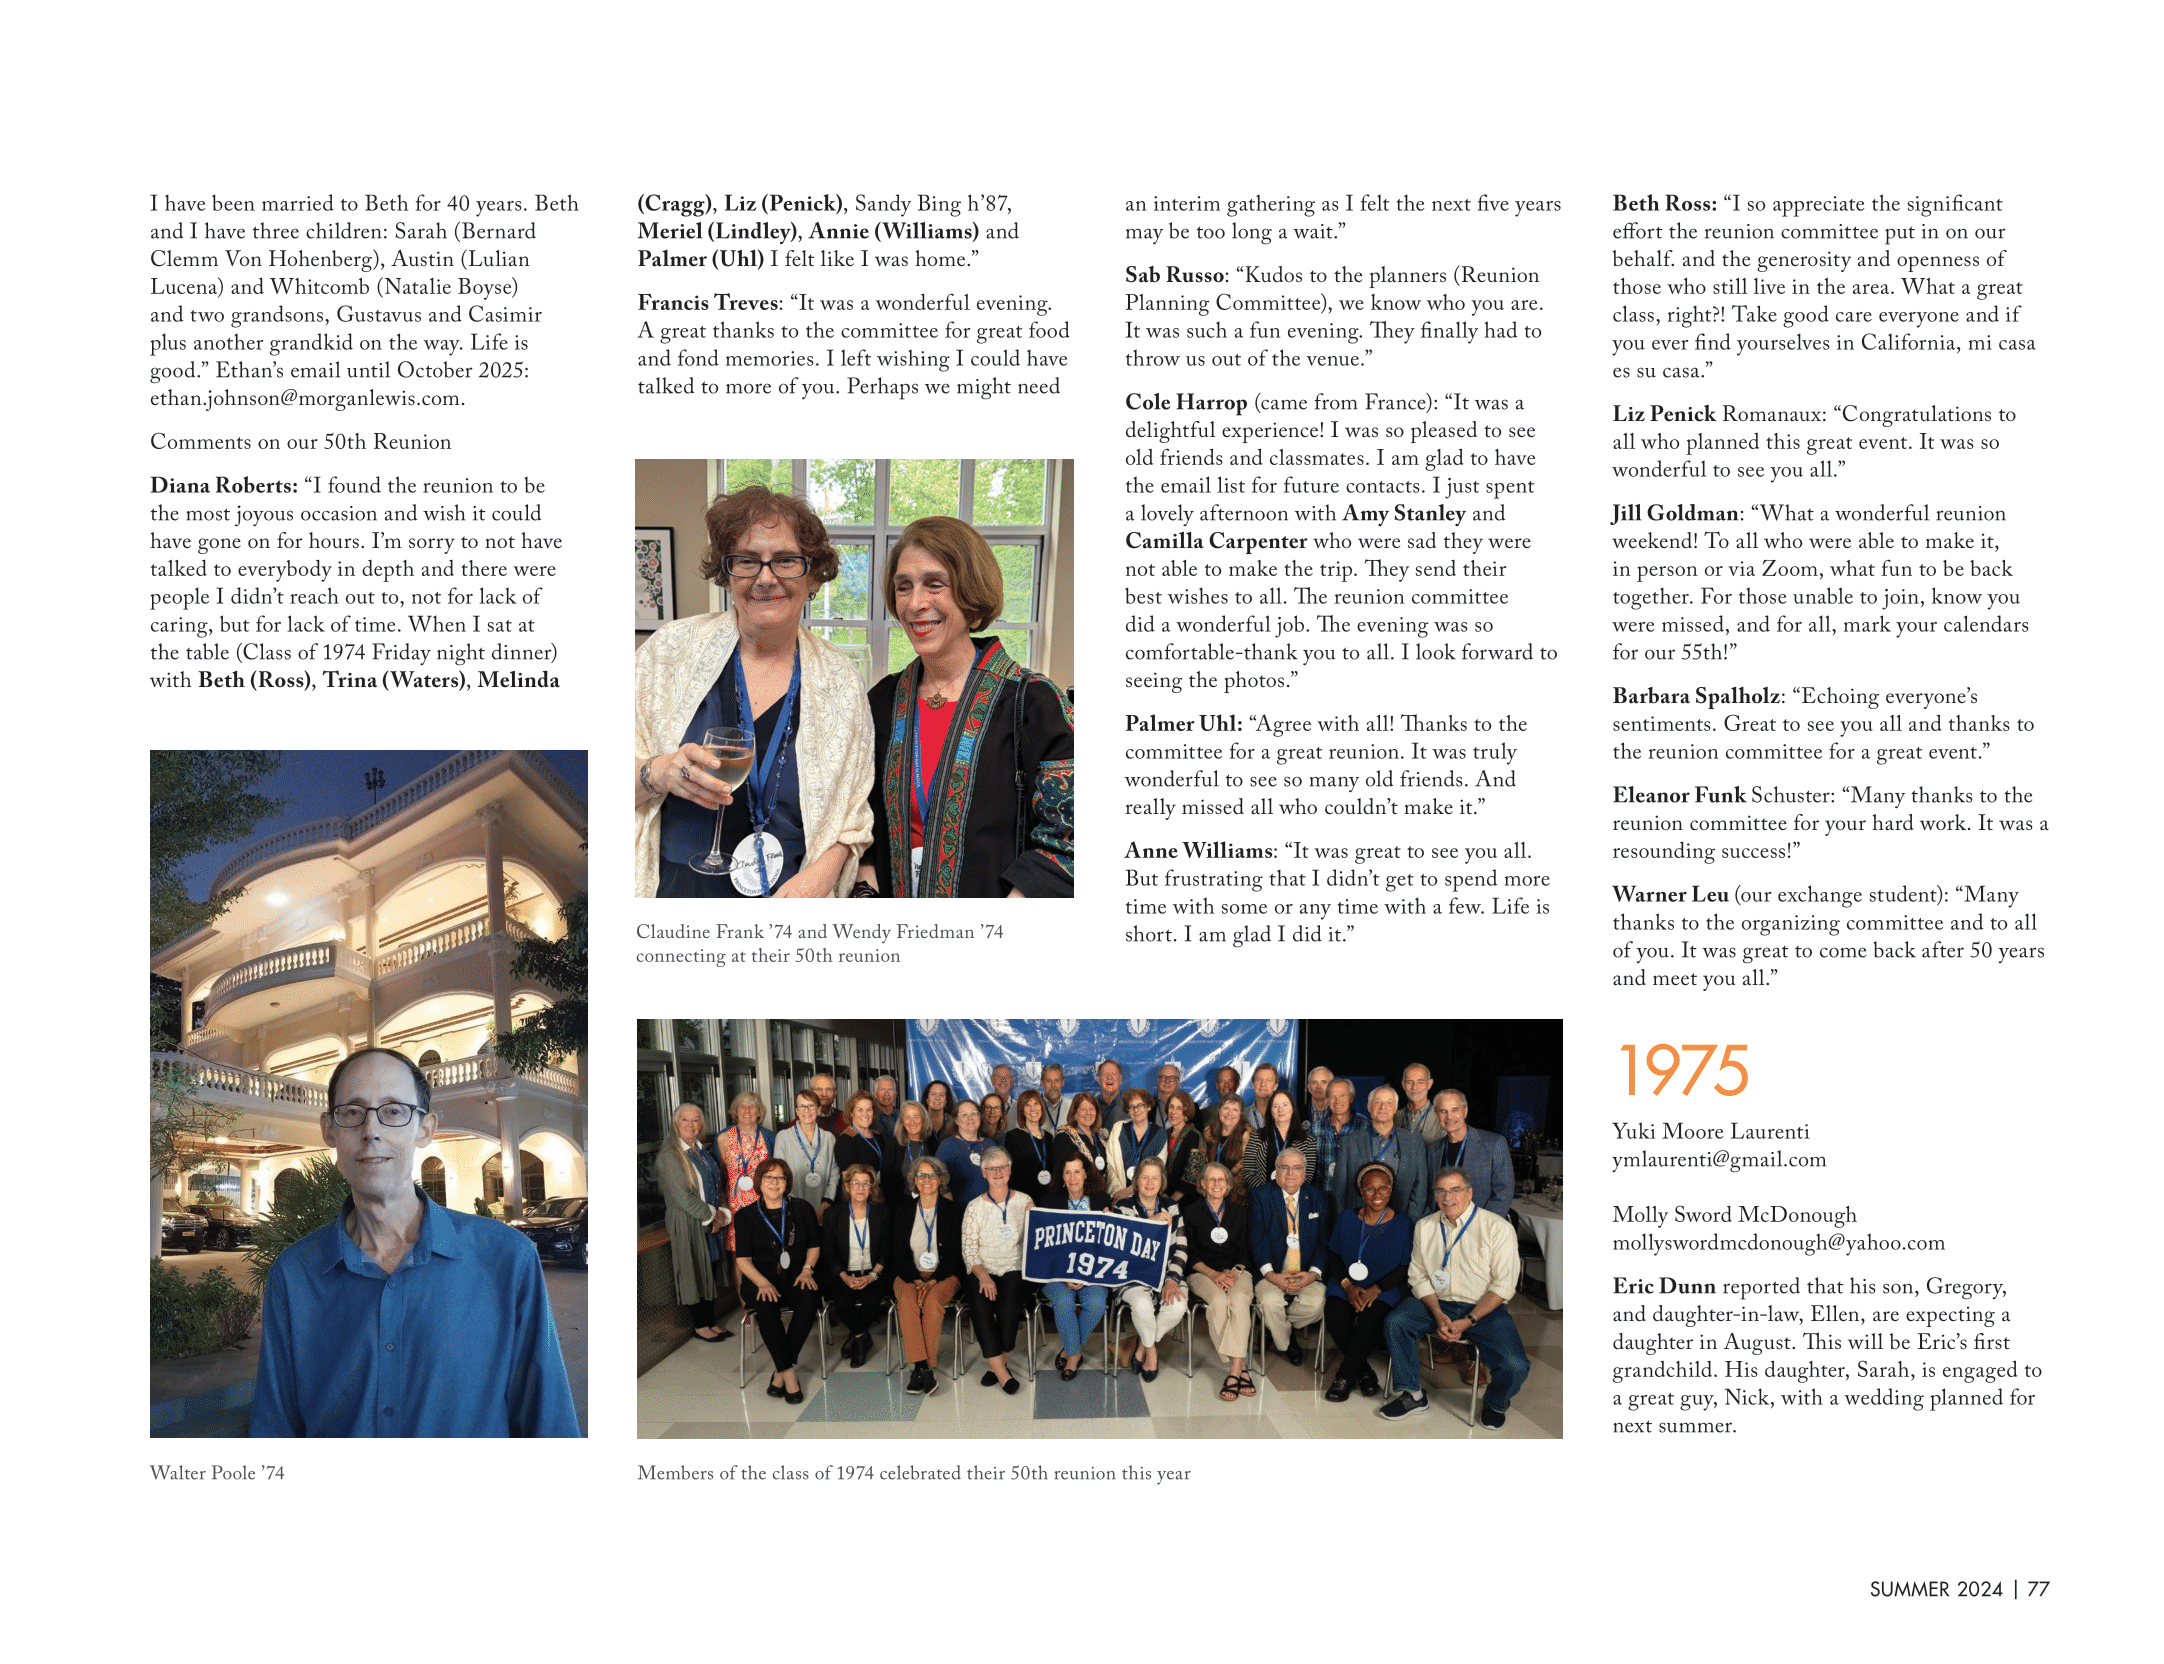 I have been married to Beth for 40 years. Beth
and I have three children: Sarah (Bernard
Clemm Von Hohenberg), Austin (Lulian
Lucena) and Whitcomb (Natalie Boyse)
and two grandsons, Gustavus and Casimir
plus another grandkid on the way. Life is
good.” Ethan’s email until October 2025:
ethan.johnson@morganlewis.com.
Comments on our 50th Reunion
Diana Roberts: “I found the reunion to be
the most joyous occasion and wish it could
have gone on for hours. I’m sorry to not have
talked to everybody in depth and there were
people I didn’t reach out to, not for lack of
caring, but for lack of time. When I sat at
the table (Class of 1974 Friday night dinner)
with Beth (Ross), Trina (Waters), Melinda
Walter Poole ’74
(Cragg), Liz (Penick), Sandy Bing h’87,
Meriel (Lindley), Annie (Williams) and
Palmer (Uhl) I felt like I was home.”
Francis Treves: “It was a wonderful evening.
A great thanks to the committee for great food
and fond memories. I left wishing I could have
talked to more of you. Perhaps we might need
Claudine Frank ’74 and Wendy Friedman ’74
connecting at their 50th reunion
an interim gathering as I felt the next five years
may be too long a wait.”
Sab Russo: “Kudos to the planners (Reunion
Planning Committee), we know who you are.
It was such a fun evening. They finally had to
throw us out of the venue.”
Cole Harrop (came from France): “It was a
delightful experience! I was so pleased to see
old friends and classmates. I am glad to have
the email list for future contacts. I just spent
a lovely afternoon with Amy Stanley and
Camilla Carpenter who were sad they were
not able to make the trip. They send their
best wishes to all. The reunion committee
did a wonderful job. The evening was so
comfortable-thank you to all. I look forward to
seeing the photos.”
Palmer Uhl: “Agree with all! Thanks to the
committee for a great reunion. It was truly
wonderful to see so many old friends. And
really missed all who couldn’t make it.”
Anne Williams: “It was great to see you all.
But frustrating that I didn’t get to spend more
time with some or any time with a few. Life is
short. I am glad I did it.”
PRINCETON DAY
1974
Members of the class of 1974 celebrated their 50th reunion this year
Beth Ross: “I so appreciate the significant
effort the reunion committee put in on our
behalf. and the generosity and openness of
those who still live in the area. What a great
class, right?! Take good care everyone and if
you ever find yourselves in California, mi casa
es su casa.”
Liz Penick Romanaux: “Congratulations to
all who planned this great event. It was so
wonderful to see you all.”
Jill Goldman: “What a wonderful reunion
weekend! To all who were able to make it,
in person or via Zoom, what fun to be back
together. For those unable to join, know you
were missed, and for all, mark your calendars
for our 55th!”
Barbara Spalholz: “Echoing everyone’s
sentiments. Great to see you all and thanks to
the reunion committee for a great event.”
Eleanor Funk Schuster: “Many thanks to the
reunion committee for your hard work. It was a
resounding success!”
Warner Leu (our exchange student): “Many
thanks to the organizing committee and to all
of you. It was great to come back after 50 years
and meet you all.”
1975
Yuki Moore Laurenti
ymlaurenti@gmail.com
Molly Sword McDonough
mollyswordmcdonough@yahoo.com
Eric Dunn reported that his son, Gregory,
and daughter-in-law, Ellen, are expecting a
daughter in August. This will be Eric’s first
grandchild. His daughter, Sarah, is engaged to
a great guy, Nick, with a wedding planned for
next summer.
SUMMER 2024 | 77